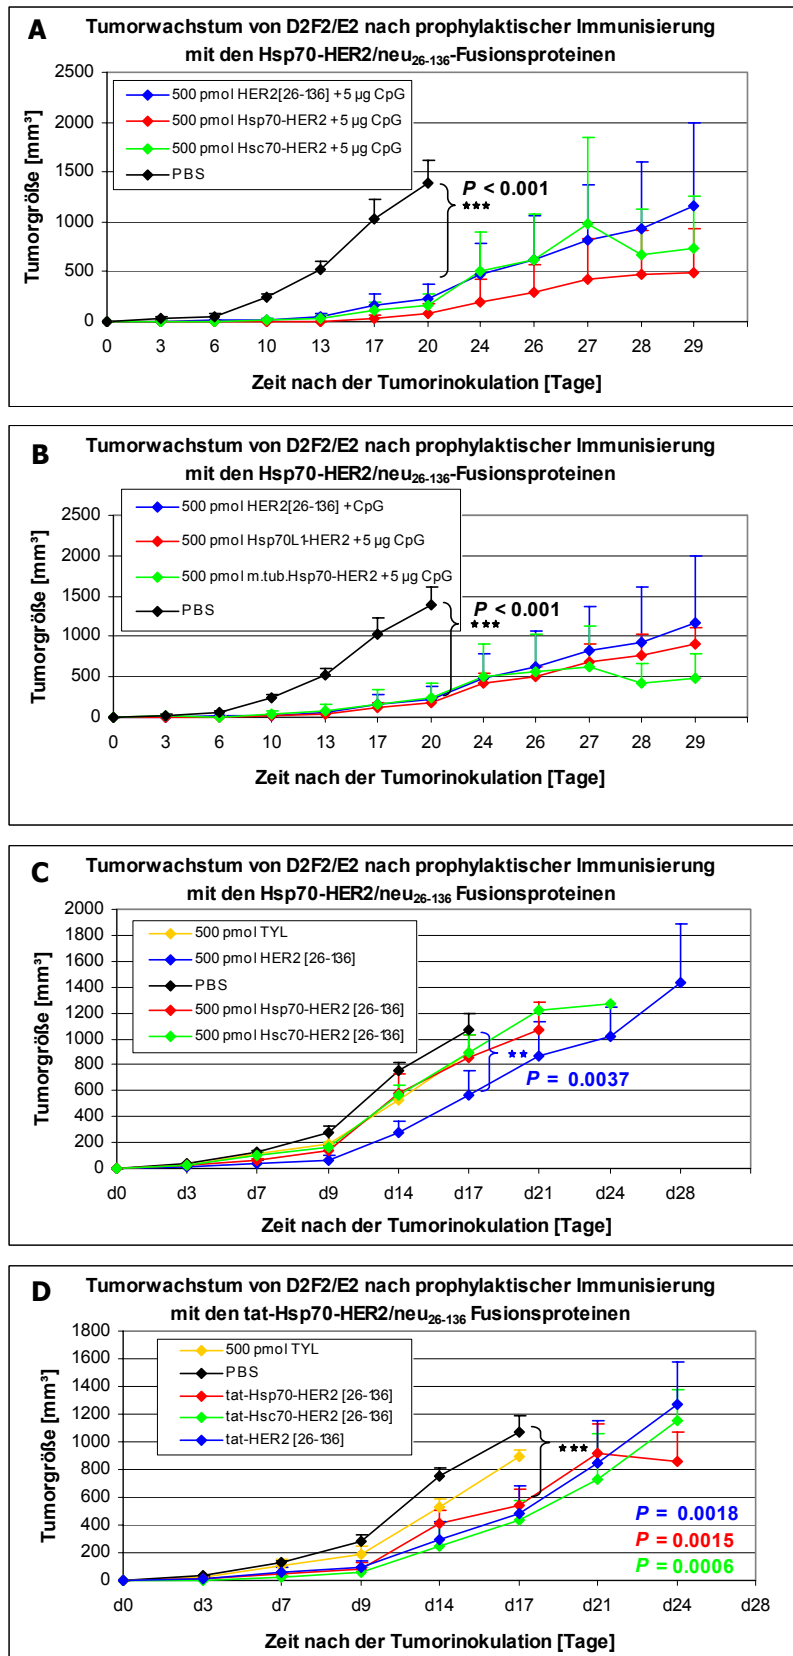 A
Tumorwachstum von D2F2/E2 nach prophylaktischer Immunisierung
mit den Hsp70-HER2/neu26-136-Fusionsproteinen
500 pmol HER2[26-136] +5 µg CpG
500 pmol Hsp70-HER2 +5 µg CpG
500 pmol Hsc70-HER2 +5 µg CpG
PBS
P < 0.001
***
Tumorgröße [mm³]
2500
2000
1500
1000
500
0
0 3 6 10 13 17 20 24 26 27 28 29
Zeit nach der Tumorinokulation [Tage]
B
Tumorwachstum von D2F2/E2 nach prophylaktischer Immunisierung
mit den Hsp70-HER2/neu26-136-Fusionsproteinen
500 pmol HER2[26-136] +CpG
500 pmol Hsp70L1-HER2 +5 µg CpG
500 pmol m.tub.Hsp70-HER2 +5 µg CpG
PBS
P < 0.001
***
Tumorgröße [mm³]
2500
2000
1500
1000
500
0
0 3 6 10 13 17 20 24 26 27 28 29
Zeit nach der Tumorinokulation [Tage]
C
Tumorwachstum von D2F2/E2 nach prophylaktischer Immunisierung
mit den Hsp70-HER2/neu26-136 Fusionsproteinen
500 pmol TYL
500 pmol HER2 [26-136]
PBS
500 pmol Hsp70-HER2 [26-136]
500 pmol Hsc70-HER2 [26-136]
**
P = 0.0037
Tumorgröße [mm³]
2000
1800
1600
1400
1200
1000
800
600
400
200
0
d0 d3 d7 d9 d14 d17 d21 d24 d28
Zeit nach der Tumorinokulation [Tage]
D
Tumorwachstum von D2F2/E2 nach prophylaktischer Immunisierung
mit den tat-Hsp70-HER2/neu26-136 Fusionsproteinen
500 pmol TYL
PBS
tat-Hsp70-HER2 [26-136]
tat-Hsc70-HER2 [26-136]
tat-HER2 [26-136]
***
P = 0.0018
P = 0.0015
P = 0.0006
Tumorgröße [mm³]
1800
1600
1400
1200
1000
800
600
400
200
0
d0 d3 d7 d9 d14 d17 d21 d24 d28
Zeit nach der Tumorinokulation [Tage]